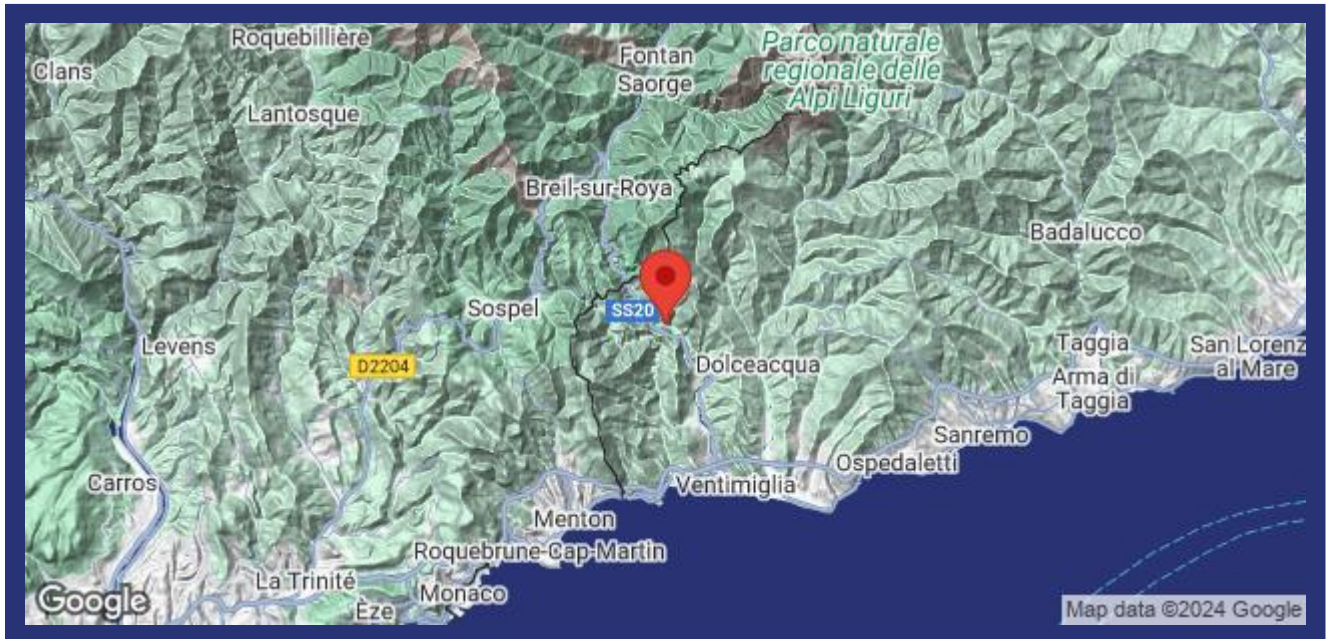 Roquebillière
Clans
Lantosque
Fontan
Saorge
Parco naturale
regionale delle
Alpi Liguri
Breil-sur-Roya
Badalucco
Sospel
SS20
Levens
D2204
Dolceacqua
Taggia
San Lorenz
al Mare
Arma di
Taggia
Sanremo
Carros
Ospedaletti
Ventimiglia
Menton
Roquebrune-Cap-Martin
La Trinité
Monaco
Èze
Google
Map data ©2024 Google